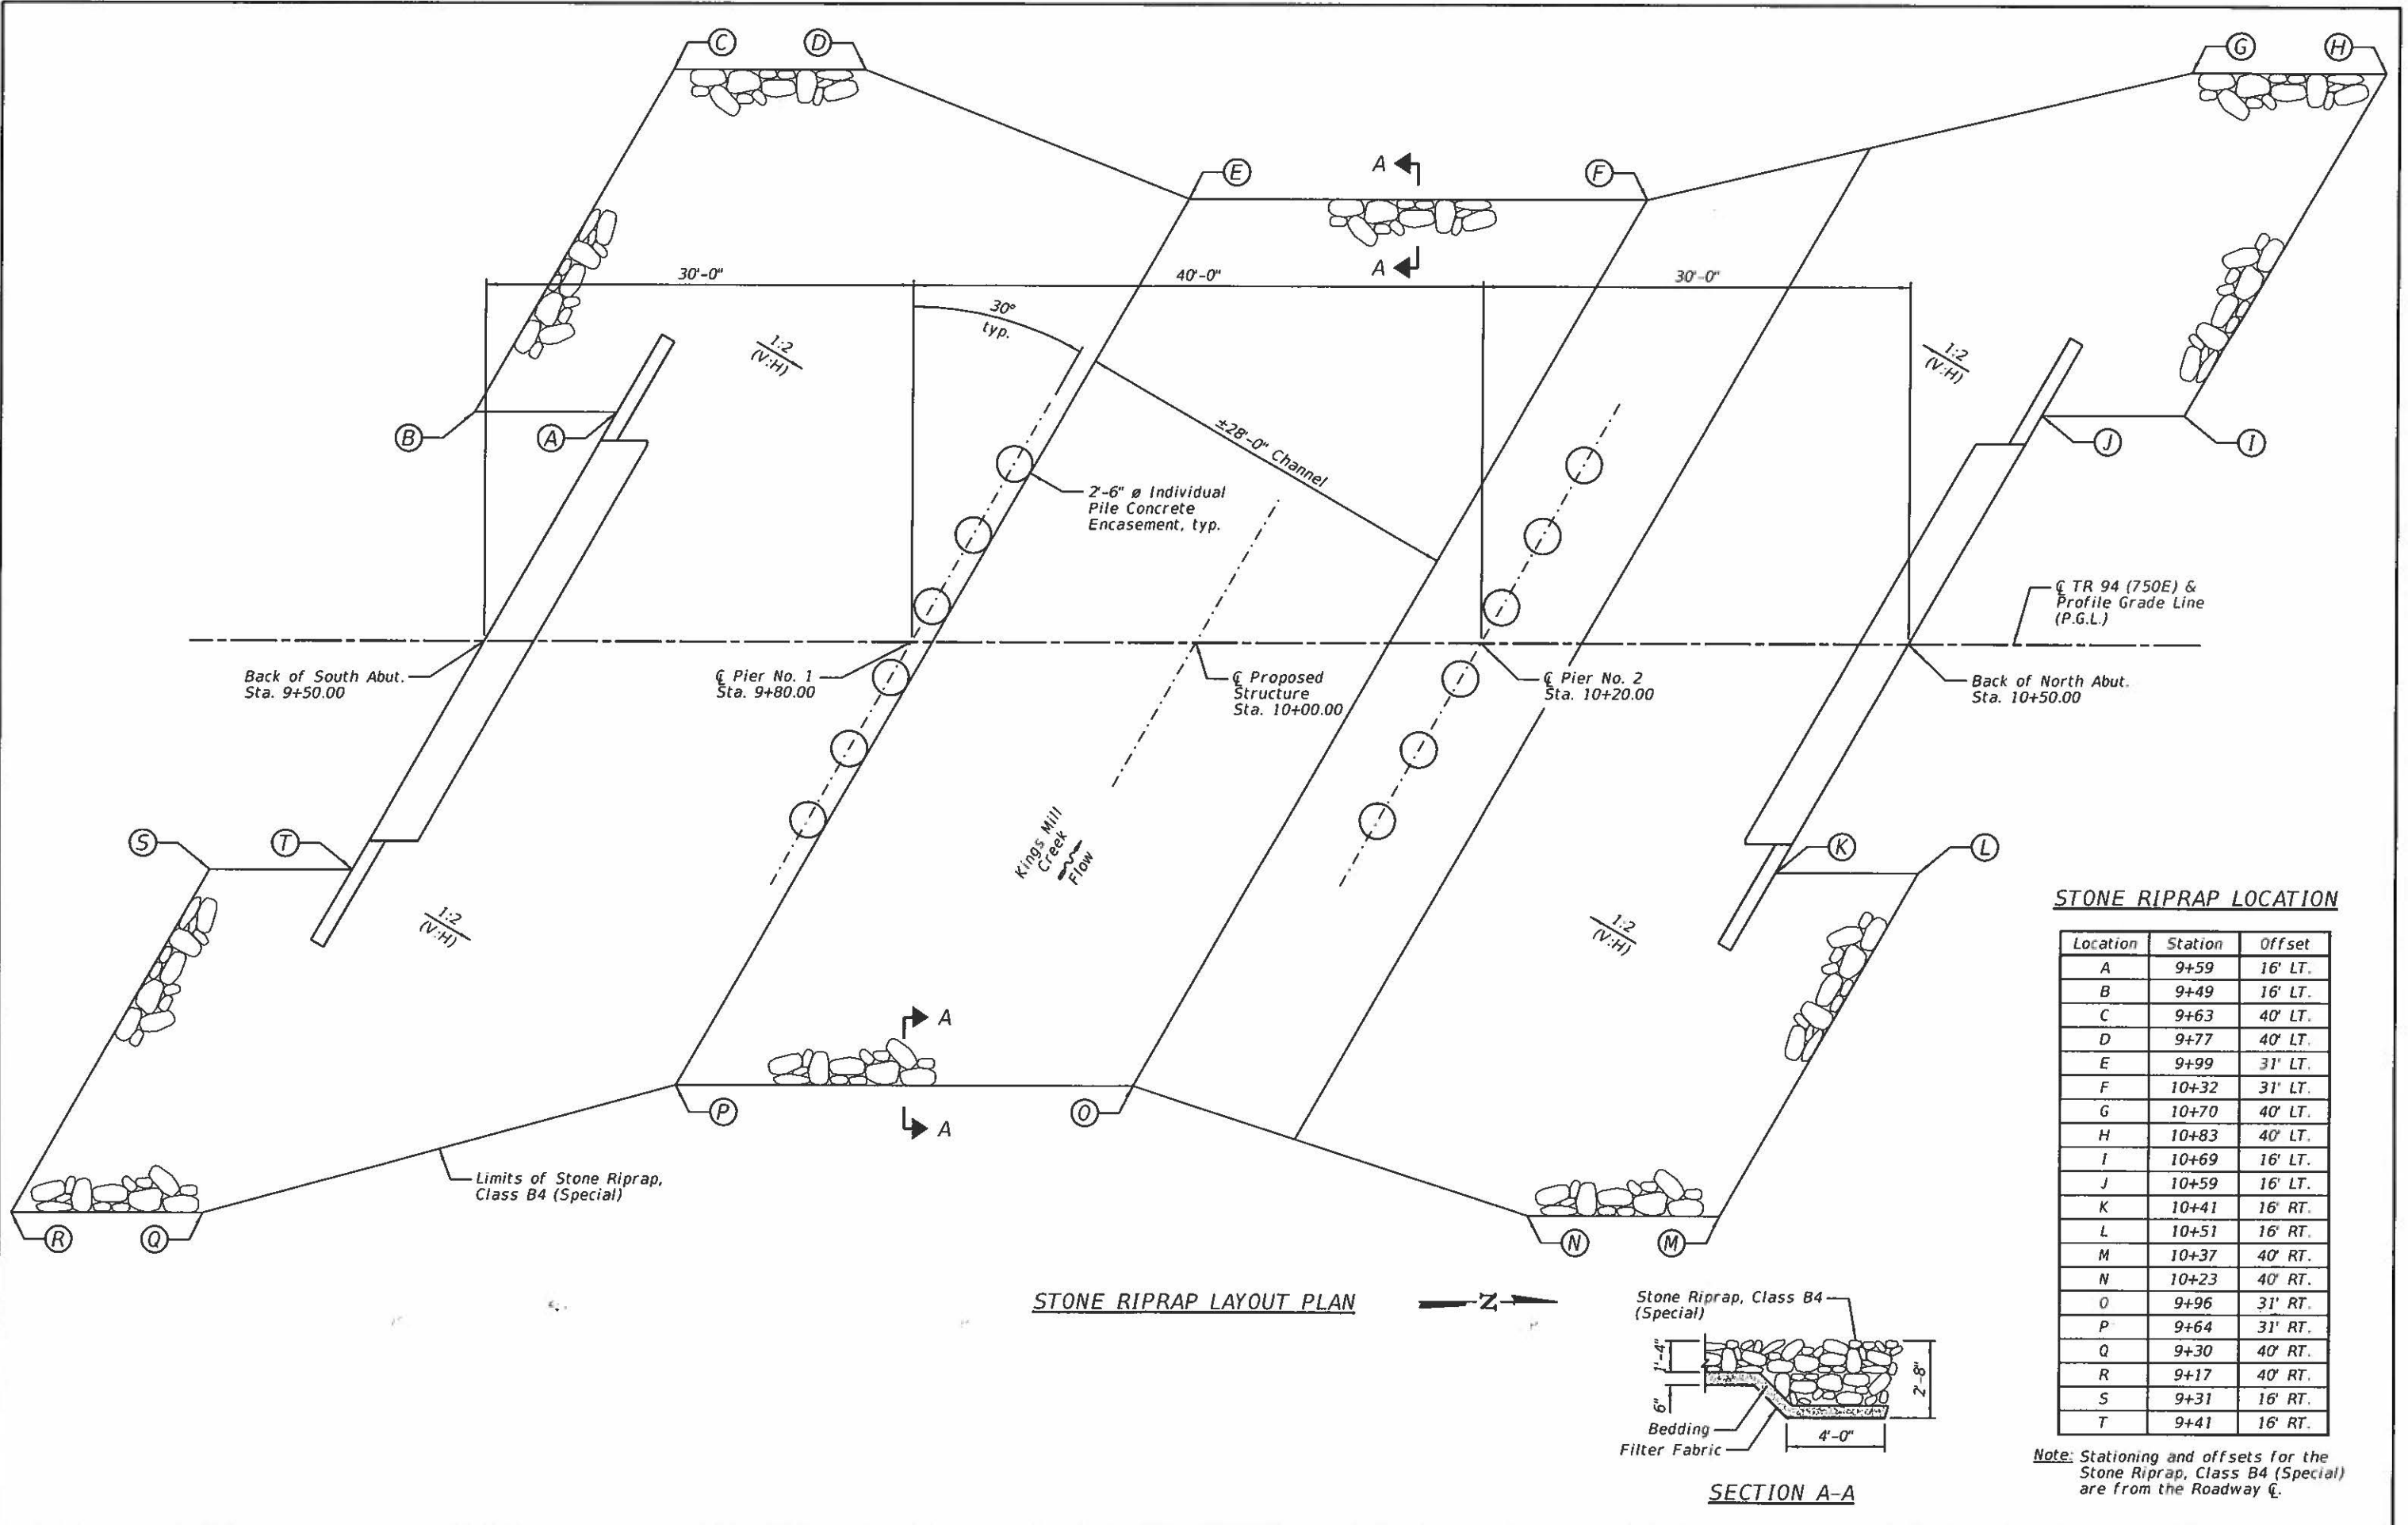 C
D
G
H
E
F
A
A
30'-0"
40'-0"
30'-0"
30°
typ.
1:2
(V:H)
1:2
(V:H)
B
A
J
I
±28'-0" Channel
2'-6" ø Individual
Pile Concrete
Encasement, typ.
℄ TR 94 (750E) &
Profile Grade Line
(P.G.L.)
Back of South Abut.
Sta. 9+50.00
℄ Pier No. 1
Sta. 9+80.00
℄ Proposed
Structure
Sta. 10+00.00
℄ Pier No. 2
Sta. 10+20.00
Back of North Abut.
Sta. 10+50.00
S
T
Kings Mill
Creek
Flow
K
L
1:2
(V:H)
1:2
(V:H)
A
A
P
O
Limits of Stone Riprap,
Class B4 (Special)
R
Q
N
M
STONE RIPRAP LOCATION
Location Station Offset
A 9+59 16' LT.
B 9+49 16' LT.
C 9+63 40' LT.
D 9+77 40' LT.
E 9+99 31' LT.
F 10+32 31' LT.
G 10+70 40' LT.
H 10+83 40' LT.
I 10+69 16' LT.
J 10+59 16' LT.
K 10+41 16' RT.
L 10+51 16' RT.
M 10+37 40' RT.
N 10+23 40' RT.
O 9+96 31' RT.
P 9+64 31' RT.
Q 9+30 40' RT.
R 9+17 40' RT.
S 9+31 16' RT.
T 9+41 16' RT.
Note: Stationing and offsets for the
Stone Riprap, Class B4 (Special)
are from the Roadway ℄.
STONE RIPRAP LAYOUT PLAN
N
Stone Riprap, Class B4
(Special)
1'-4"
6"
2'-8"
Bedding
Filter Fabric
4'-0"
SECTION A-A